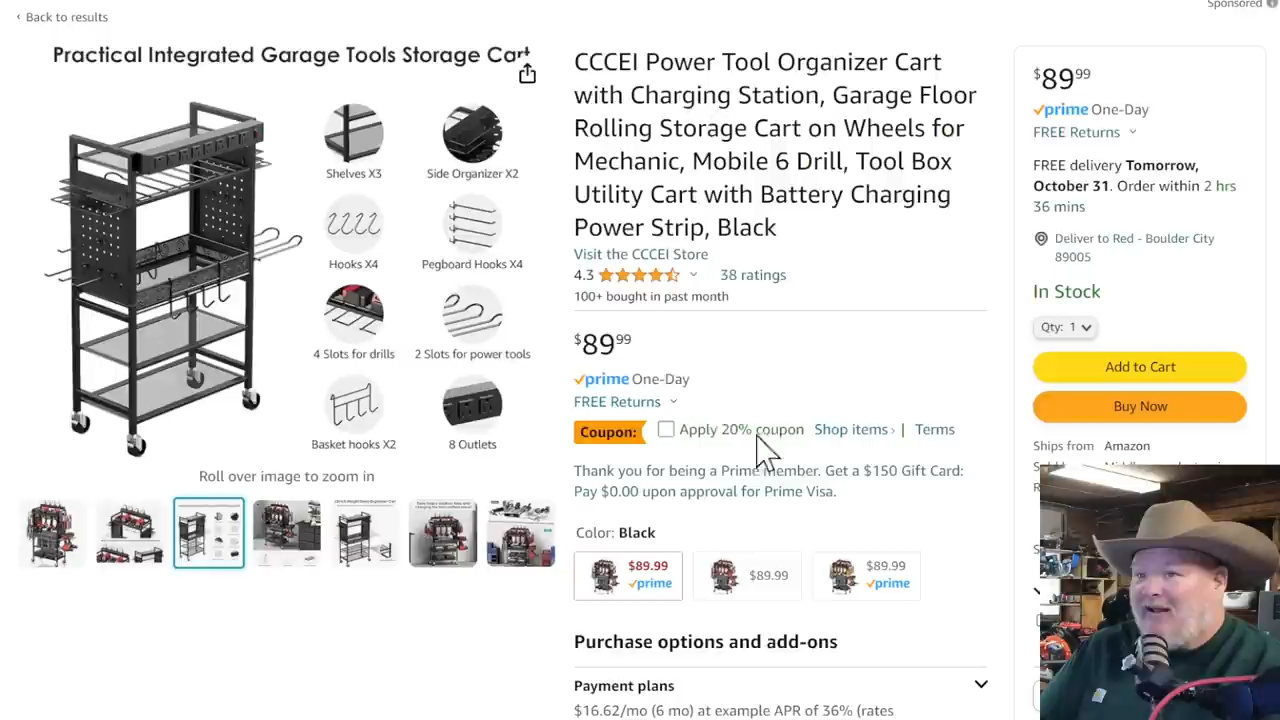 ‹ Back to results
Sponsored
Practical Integrated Garage Tools Storage Cart
Shelves X3
Side Organizer X2
Hooks X4
Pegboard Hooks X4
4 Slots for drills
2 Slots for power tools
Basket hooks X2
8 Outlets
Roll over image to zoom in
CCCEI Power Tool Organizer Cart
with Charging Station, Garage Floor
Rolling Storage Cart on Wheels for
Mechanic, Mobile 6 Drill, Tool Box
Utility Cart with Battery Charging
Power Strip, Black
Visit the CCCEI Store
4.3
38 ratings
100+ bought in past month
$8999
prime One-Day
FREE Returns
Coupon: Apply 20% coupon Shop items› | Terms
Thank you for being a Prime Member. Get a $150 Gift Card:
Pay $0.00 upon approval for Prime Visa.
Color: Black
$89.99
prime
$89.99
$89.99
prime
Purchase options and add-ons
Payment plans
$16.62/mo (6 mo) at example APR of 36% (rates
$8999
prime One-Day
FREE Returns
FREE delivery Tomorrow,
October 31. Order within 2 hrs
36 mins
Deliver to Red - Boulder City
89005
In Stock
Qty: 1
Add to Cart
Buy Now
Ships from Amazon